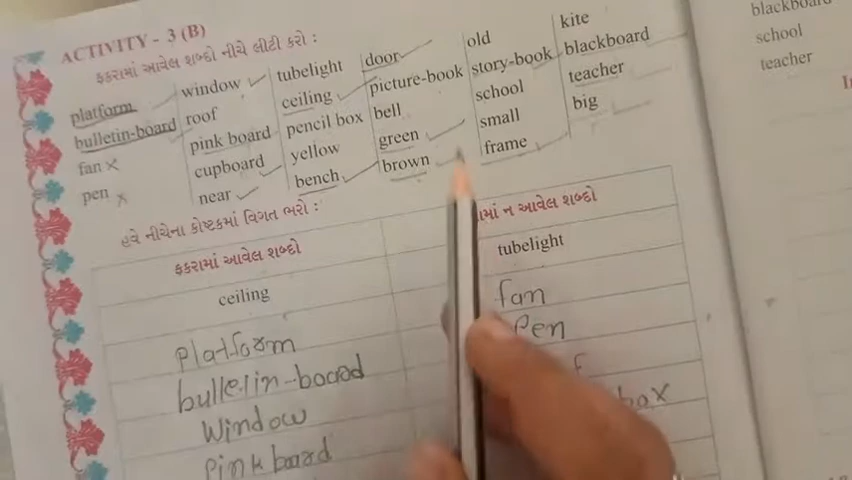 ACTIVITY - 3 (B)
ફકરામાં આવેલ શબ્દો નીચે લીટી કરો :
platform window tubelight door old kite
bulletin-board roof ceiling picture-book story-book blackboard
fan pink board pencil box bell school teacher
pen cupboard yellow green small big
near bench brown frame
હવે નીચેના કોષ્ટકમાં વિગત ભરો :
ફકરામાં આવેલ શબ્દો
માં ન આવેલ શબ્દો
ceiling tubelight
platform fan
bulletin-board Pen
window
pink board box
blackboard
school
teacher